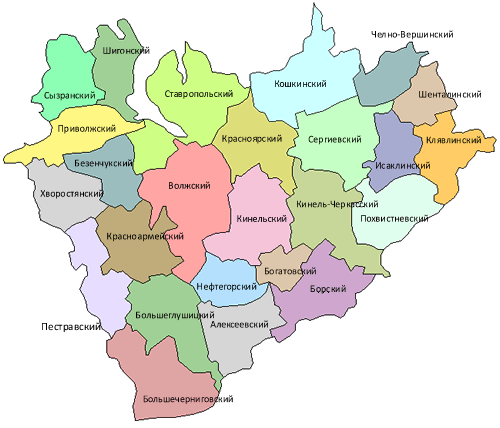 Челно-Вершинский
Шигонский
Кошкинский
Сызранский
Ставропольский
Шенталинский
Приволжский
Красноярский
Сергиевский
Клявлинский
Безенчукский
Исаклинский
Хворостянский
Волжский
Кинельский
Кинель-Черкасский
Похвистневский
Красноармейский
Богатовский
Нефтегорский
Борский
Пестравский
Большеглушицкий
Алексеевский
Большечерниговский